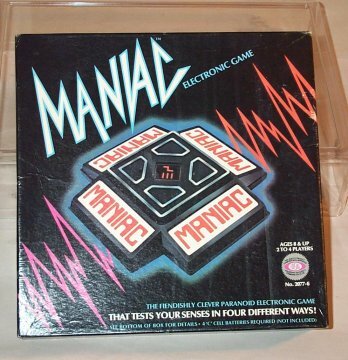 MANIAC™
ELECTRONIC GAME
MANIAC
MANIAC
MANIAC
MANIAC
AGES 8 & UP
2 TO 4 PLAYERS
No. 2877-8
THE FIENDISHLY CLEVER PARANOID ELECTRONIC GAME
THAT TESTS YOUR SENSES IN FOUR DIFFERENT WAYS!
SEE BOTTOM OF BOX FOR DETAILS • 4 "C" CELL BATTERIES REQUIRED (NOT INCLUDED)